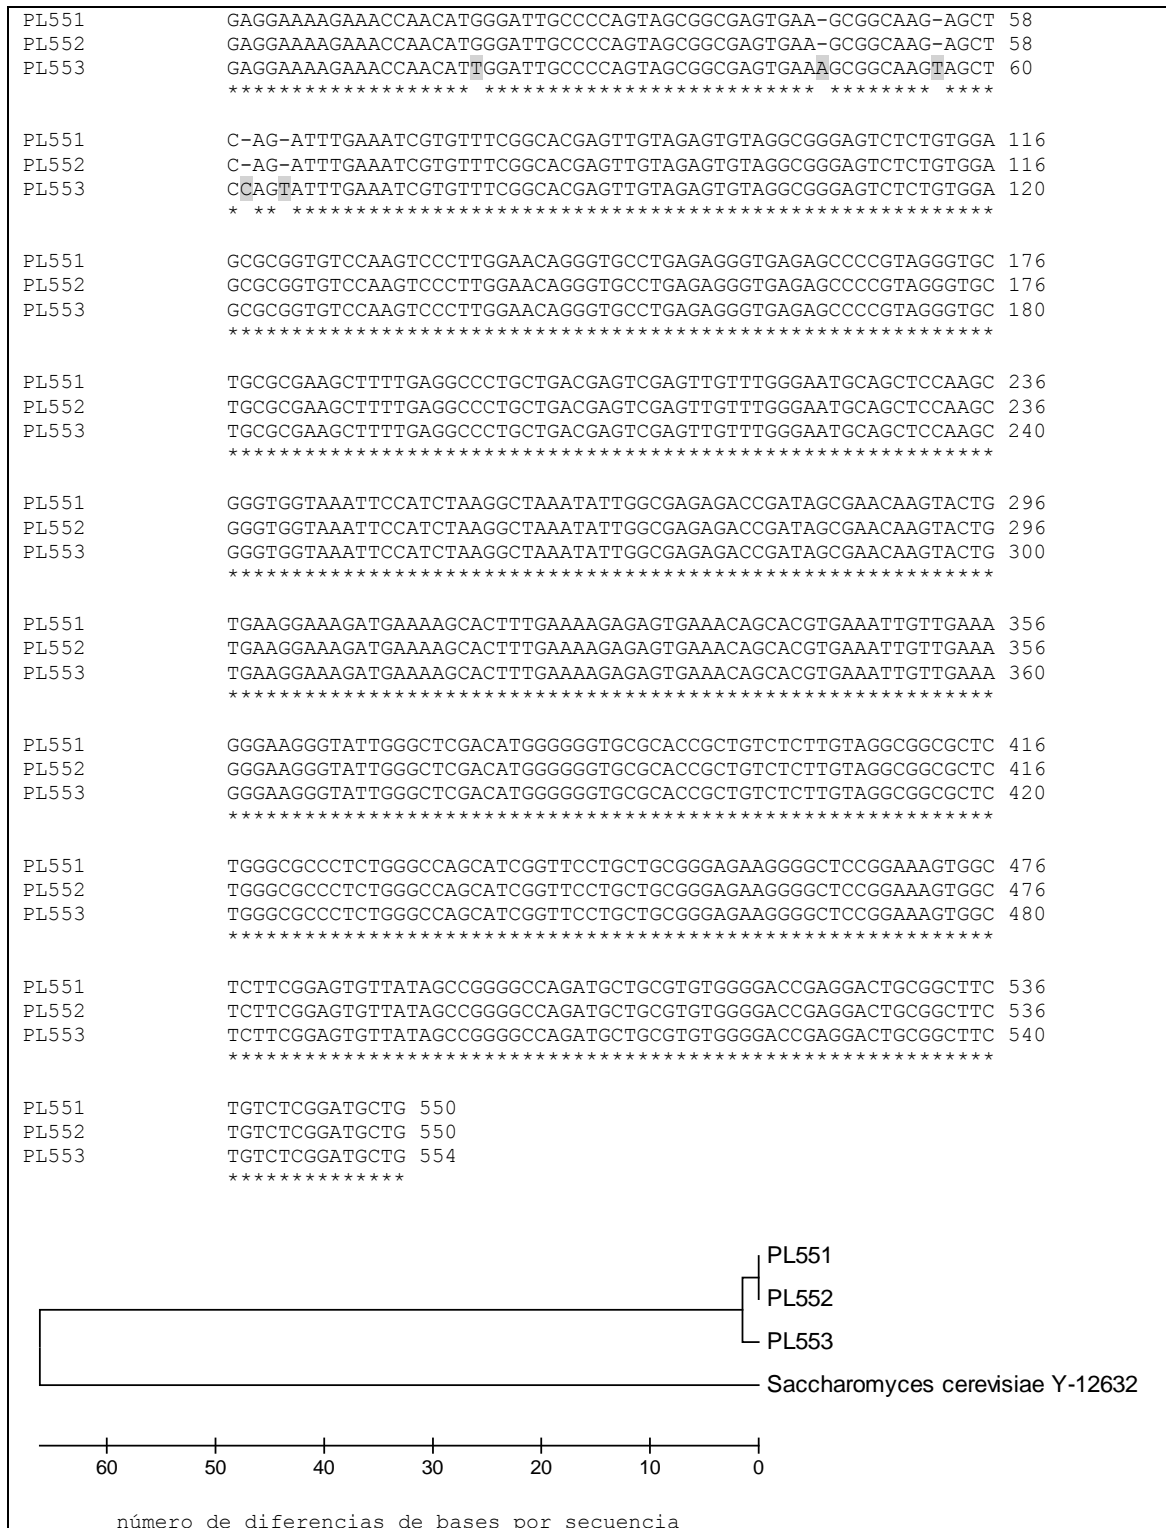 PL551 GAGGAAAAGAAACCAACATGGGATTGCCCCAGTAGCGGCGAGTGAA-GCGGCAAG-AGCT 58
PL552 GAGGAAAAGAAACCAACATGGGATTGCCCCAGTAGCGGCGAGTGAA-GCGGCAAG-AGCT 58
PL553 GAGGAAAAGAAACCAACATTGGATTGCCCCAGTAGCGGCGAGTGAAAGCGGCAAGTAGCT 60
******************* ************************** ******** ****
PL551 C-AG-ATTTGAAATCGTGTTTCGGCACGAGTTGTAGAGTGTAGGCGGGAGTCTCTGTGGA 116
PL552 C-AG-ATTTGAAATCGTGTTTCGGCACGAGTTGTAGAGTGTAGGCGGGAGTCTCTGTGGA 116
PL553 CCAGTATTTGAAATCGTGTTTCGGCACGAGTTGTAGAGTGTAGGCGGGAGTCTCTGTGGA 120
* ** *******************************************************
PL551 GCGCGGTGTCCAAGTCCCTTGGAACAGGGTGCCTGAGAGGGTGAGAGCCCCGTAGGGTGC 176
PL552 GCGCGGTGTCCAAGTCCCTTGGAACAGGGTGCCTGAGAGGGTGAGAGCCCCGTAGGGTGC 176
PL553 GCGCGGTGTCCAAGTCCCTTGGAACAGGGTGCCTGAGAGGGTGAGAGCCCCGTAGGGTGC 180
************************************************************
PL551 TGCGCGAAGCTTTTGAGGCCCTGCTGACGAGTCGAGTTGTTTGGGAATGCAGCTCCAAGC 236
PL552 TGCGCGAAGCTTTTGAGGCCCTGCTGACGAGTCGAGTTGTTTGGGAATGCAGCTCCAAGC 236
PL553 TGCGCGAAGCTTTTGAGGCCCTGCTGACGAGTCGAGTTGTTTGGGAATGCAGCTCCAAGC 240
************************************************************
PL551 GGGTGGTAAATTCCATCTAAGGCTAAATATTGGCGAGAGACCGATAGCGAACAAGTACTG 296
PL552 GGGTGGTAAATTCCATCTAAGGCTAAATATTGGCGAGAGACCGATAGCGAACAAGTACTG 296
PL553 GGGTGGTAAATTCCATCTAAGGCTAAATATTGGCGAGAGACCGATAGCGAACAAGTACTG 300
************************************************************
PL551 TGAAGGAAAGATGAAAAGCACTTTGAAAAGAGAGTGAAACAGCACGTGAAATTGTTGAAA 356
PL552 TGAAGGAAAGATGAAAAGCACTTTGAAAAGAGAGTGAAACAGCACGTGAAATTGTTGAAA 356
PL553 TGAAGGAAAGATGAAAAGCACTTTGAAAAGAGAGTGAAACAGCACGTGAAATTGTTGAAA 360
************************************************************
PL551 GGGAAGGGTATTGGGCTCGACATGGGGGGTGCGCACCGCTGTCTCTTGTAGGCGGCGCTC 416
PL552 GGGAAGGGTATTGGGCTCGACATGGGGGGTGCGCACCGCTGTCTCTTGTAGGCGGCGCTC 416
PL553 GGGAAGGGTATTGGGCTCGACATGGGGGGTGCGCACCGCTGTCTCTTGTAGGCGGCGCTC 420
************************************************************
PL551 TGGGCGCCCTCTGGGCCAGCATCGGTTCCTGCTGCGGGAGAAGGGGCTCCGGAAAGTGGC 476
PL552 TGGGCGCCCTCTGGGCCAGCATCGGTTCCTGCTGCGGGAGAAGGGGCTCCGGAAAGTGGC 476
PL553 TGGGCGCCCTCTGGGCCAGCATCGGTTCCTGCTGCGGGAGAAGGGGCTCCGGAAAGTGGC 480
************************************************************
PL551 TCTTCGGAGTGTTATAGCCGGGGCCAGATGCTGCGTGTGGGGACCGAGGACTGCGGCTTC 536
PL552 TCTTCGGAGTGTTATAGCCGGGGCCAGATGCTGCGTGTGGGGACCGAGGACTGCGGCTTC 536
PL553 TCTTCGGAGTGTTATAGCCGGGGCCAGATGCTGCGTGTGGGGACCGAGGACTGCGGCTTC 540
************************************************************
PL551 TGTCTCGGATGCTG 550
PL552 TGTCTCGGATGCTG 550
PL553 TGTCTCGGATGCTG 554
**************
PL551
PL552
PL553
Saccharomyces cerevisiae Y-12632
60 50 40 30 20 10 0
número de diferencias de bases por secuencia